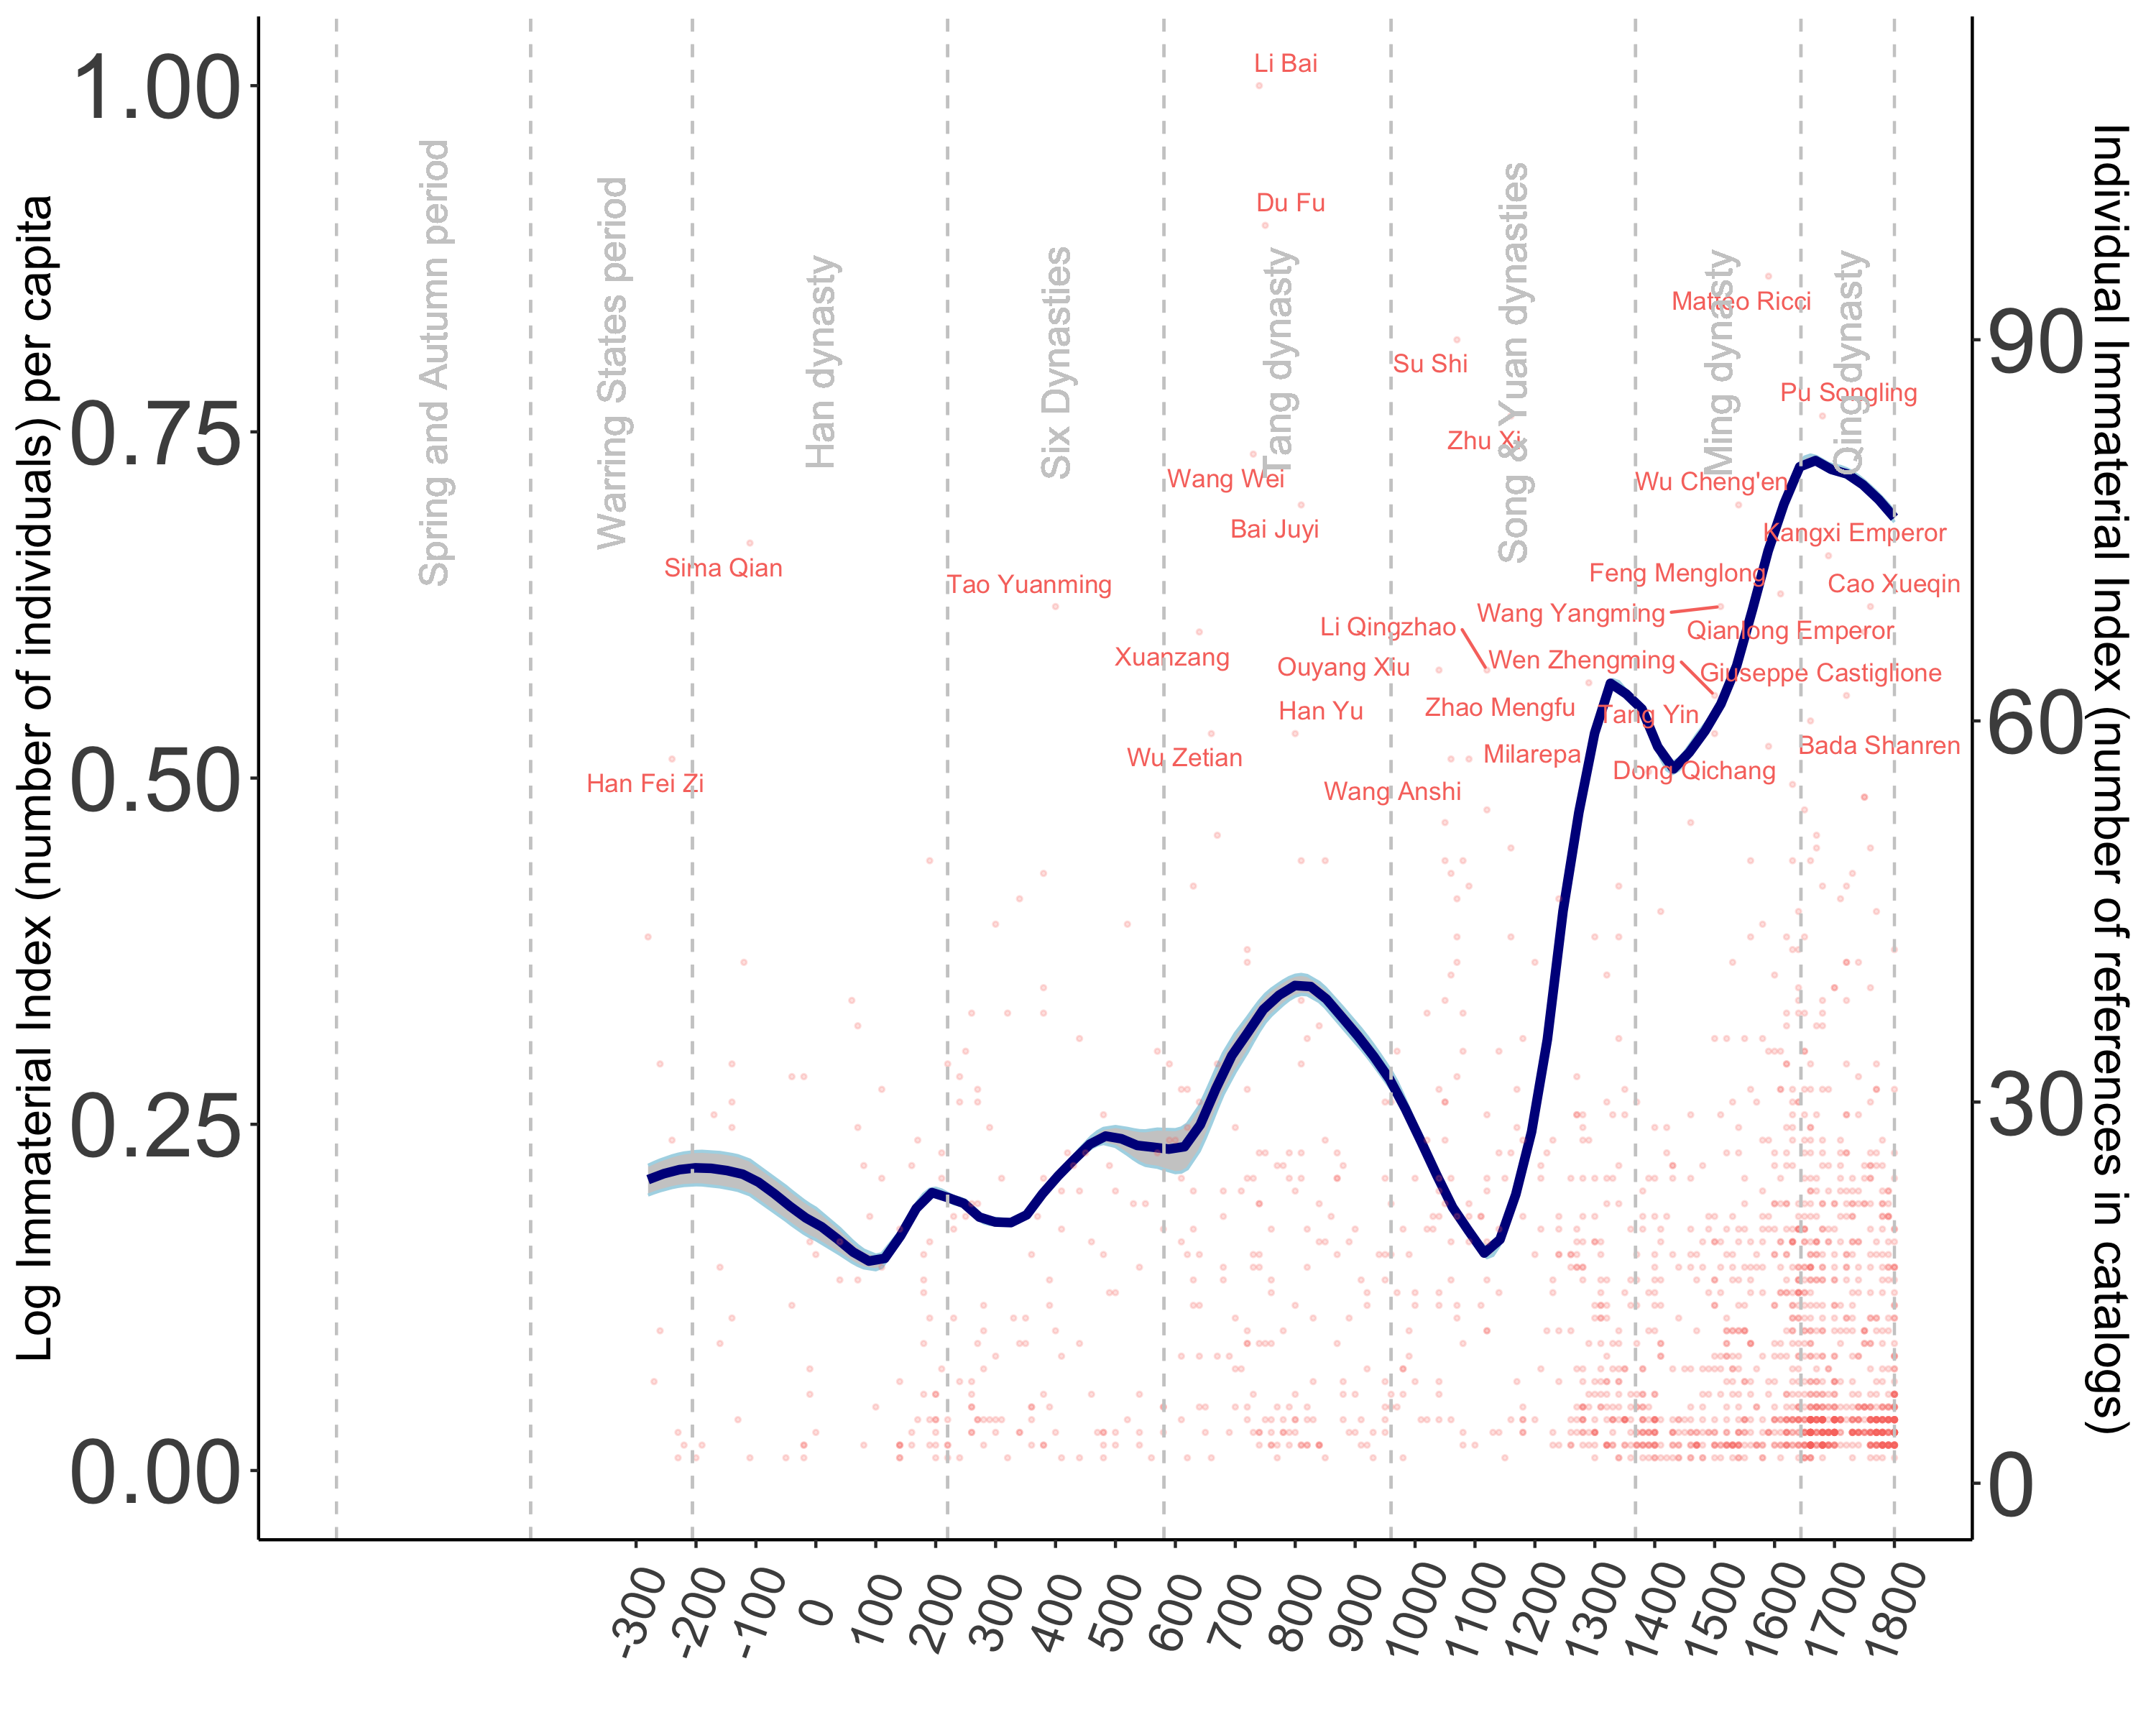 Log Immaterial Index (number of individuals) per capita
1.00
0.75
0.50
0.25
0.00
Spring and Autumn period
Warring States period
Han dynasty
Six Dynasties
Tang dynasty
Song & Yuan dynasties
Ming dynasty
Qing dynasty
Li Bai
Du Fu
Matteo Ricci
Su Shi
Pu Songling
Zhu Xi
Wang Wei
Wu Cheng'en
Bai Juyi
Kangxi Emperor
Sima Qian
Feng Menglong
Tao Yuanming
Cao Xueqin
Wang Yangming
Li Qingzhao
Qianlong Emperor
Xuanzang
Ouyang Xiu
Wen Zhengming
Giuseppe Castiglione
Han Yu
Zhao Mengfu
Tang Yin
Wu Zetian
Milarepa
Bada Shanren
Han Fei Zi
Wang Anshi
Dong Qichang
90
60
30
0
Individual Immaterial Index (number of references in catalogs)
-300
-200
-100
0
100
200
300
400
500
600
700
800
900
1000
1100
1200
1300
1400
1500
1600
1700
1800